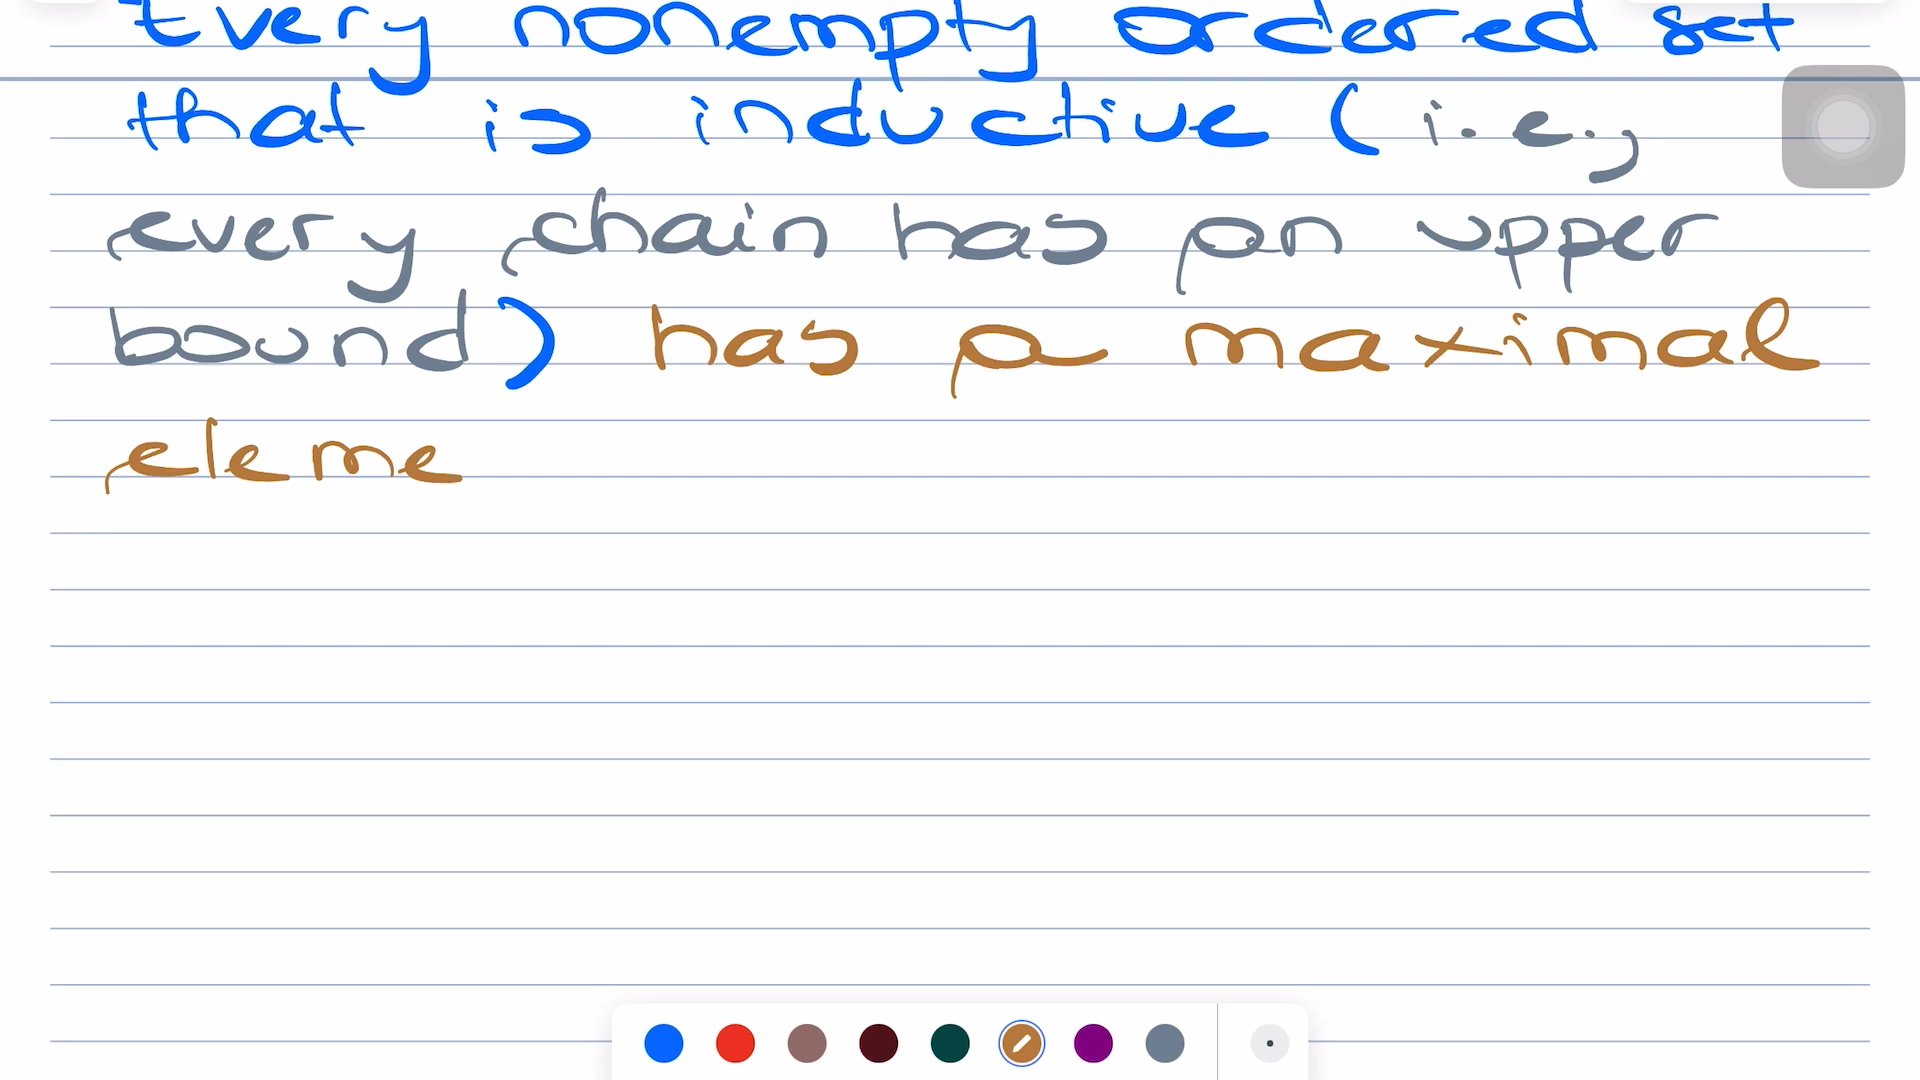 Every nonempty ordered set
that is inductive (i.e.,
every chain has an upper
bound) has a maximal
eleme